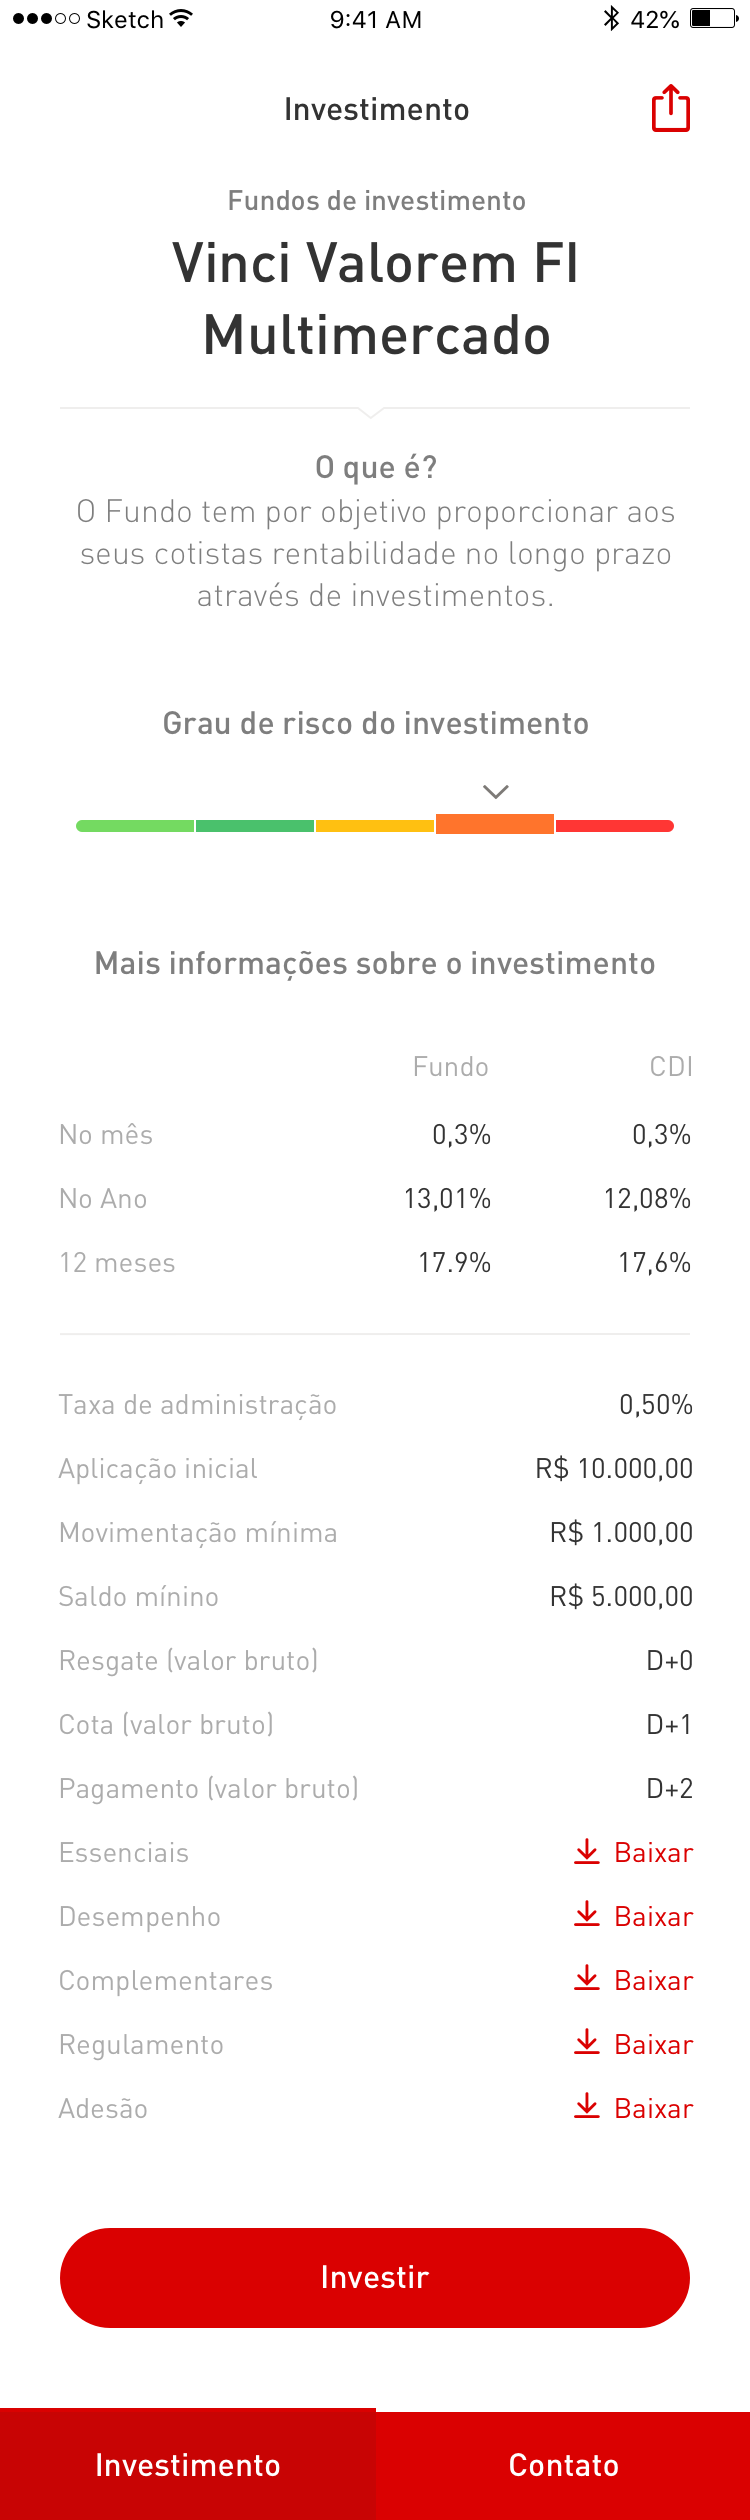 Sketch 9:41 AM 42%
Investimento
Fundos de investimento
Vinci Valorem FI
Multimercado
O que é?
O Fundo tem por objetivo proporcionar aos
seus cotistas rentabilidade no longo prazo
através de investimentos.
Grau de risco do investimento
Mais informações sobre o investimento
Fundo CDI
No mês 0,3% 0,3%
No Ano 13,01% 12,08%
12 meses 17.9% 17,6%
Taxa de administração 0,50%
Aplicação inicial R$ 10.000,00
Movimentação mínima R$ 1.000,00
Saldo mínino R$ 5.000,00
Resgate (valor bruto) D+0
Cota (valor bruto) D+1
Pagamento (valor bruto) D+2
Essenciais Baixar
Desempenho Baixar
Complementares Baixar
Regulamento Baixar
Adesão Baixar
Investir
Investimento Contato